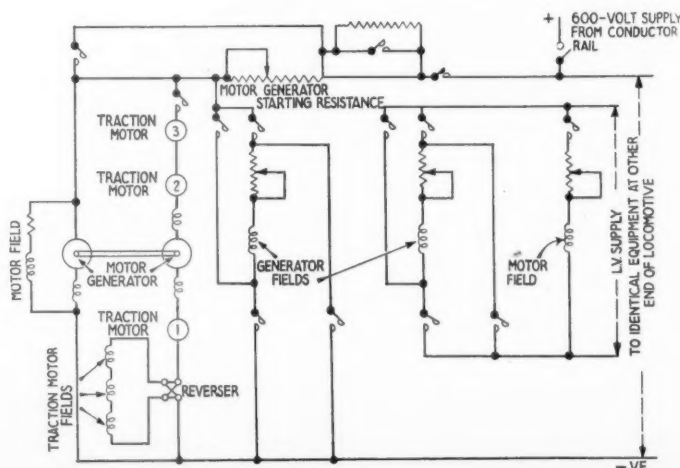 +
600-VOLT SUPPLY
FROM CONDUCTOR
RAIL
MOTOR GENERATOR
STARTING RESISTANCE
TRACTION
MOTOR
3
TRACTION
MOTOR
2
MOTOR FIELD
MOTOR
GENERATOR
GENERATOR
FIELDS
MOTOR
FIELD
L.V. SUPPLY
TO IDENTICAL EQUIPMENT AT OTHER
END OF LOCOMOTIVE
TRACTION
MOTOR
1
TRACTION MOTOR
FIELDS
REVERSER
-VE